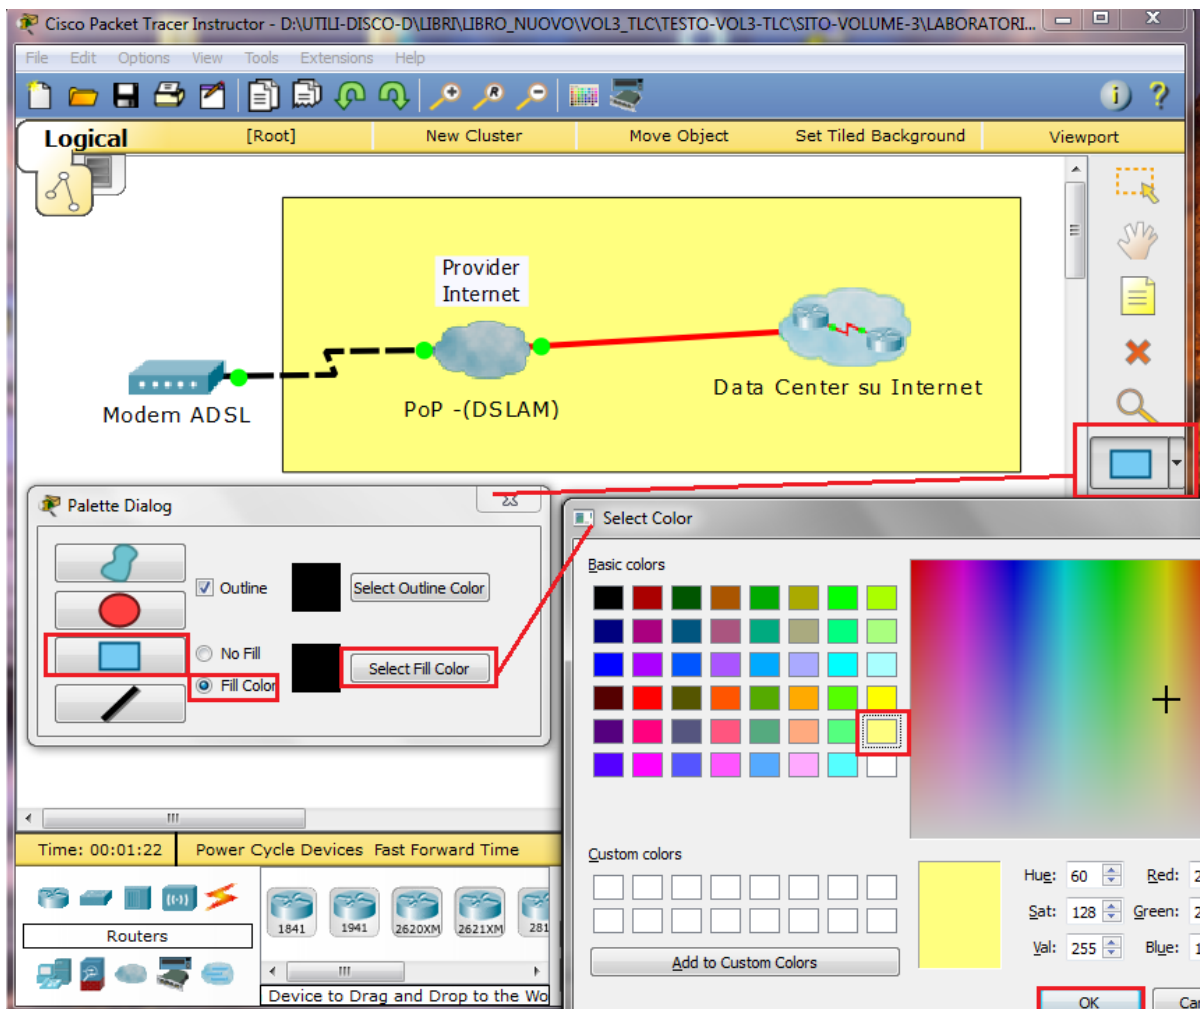 Cisco Packet Tracer Instructor - D:\UTILI-DISCO-D\LIBRI\LIBRO_NUOVO\VOL3_TLC\TESTO-VOL3-TLC\SITO-VOLUME-3\LABORATORI...
File Edit Options View Tools Extensions Help
Logical [Root] New Cluster Move Object Set Tiled Background Viewport
Provider
Internet
Data Center su Internet
PoP -(DSLAM)
Modem ADSL
Palette Dialog
Outline
Select Outline Color
No Fill
Fill Color
Select Fill Color
Select Color
Basic colors
Custom colors
Hue: 60 Red: 2
Sat: 128 Green: 2
Val: 255 Blue: 1
Add to Custom Colors
OK Car
Time: 00:01:22 Power Cycle Devices Fast Forward Time
1841 1941 2620XM 2621XM 281
Routers
Device to Drag and Drop to the Wo